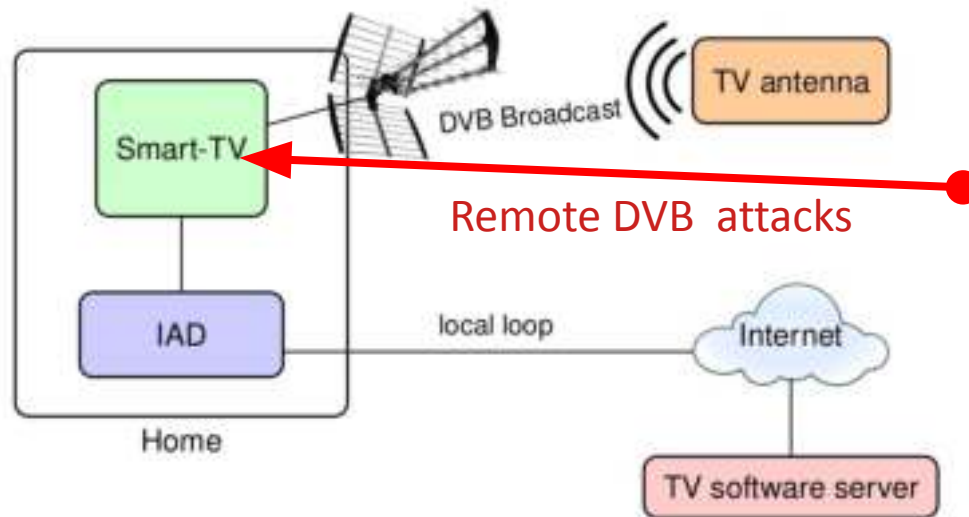 TV antenna
DVB Broadcast
Smart-TV
Remote DVB attacks
IAD
local loop
Internet
Home
TV software server